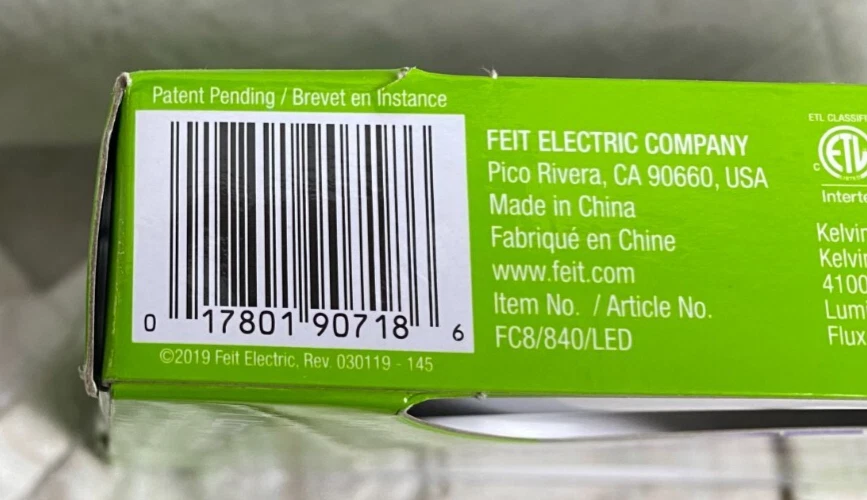 Patent Pending / Brevet en Instance
0 17801 90718 6
©2019 Feit Electric, Rev. 030119 - 145
FEIT ELECTRIC COMPANY
Pico Rivera, CA 90660, USA
Made in China
Fabriqué en Chine
www.feit.com
Item No. / Article No.
FC8/840/LED
ETL
C
Flux